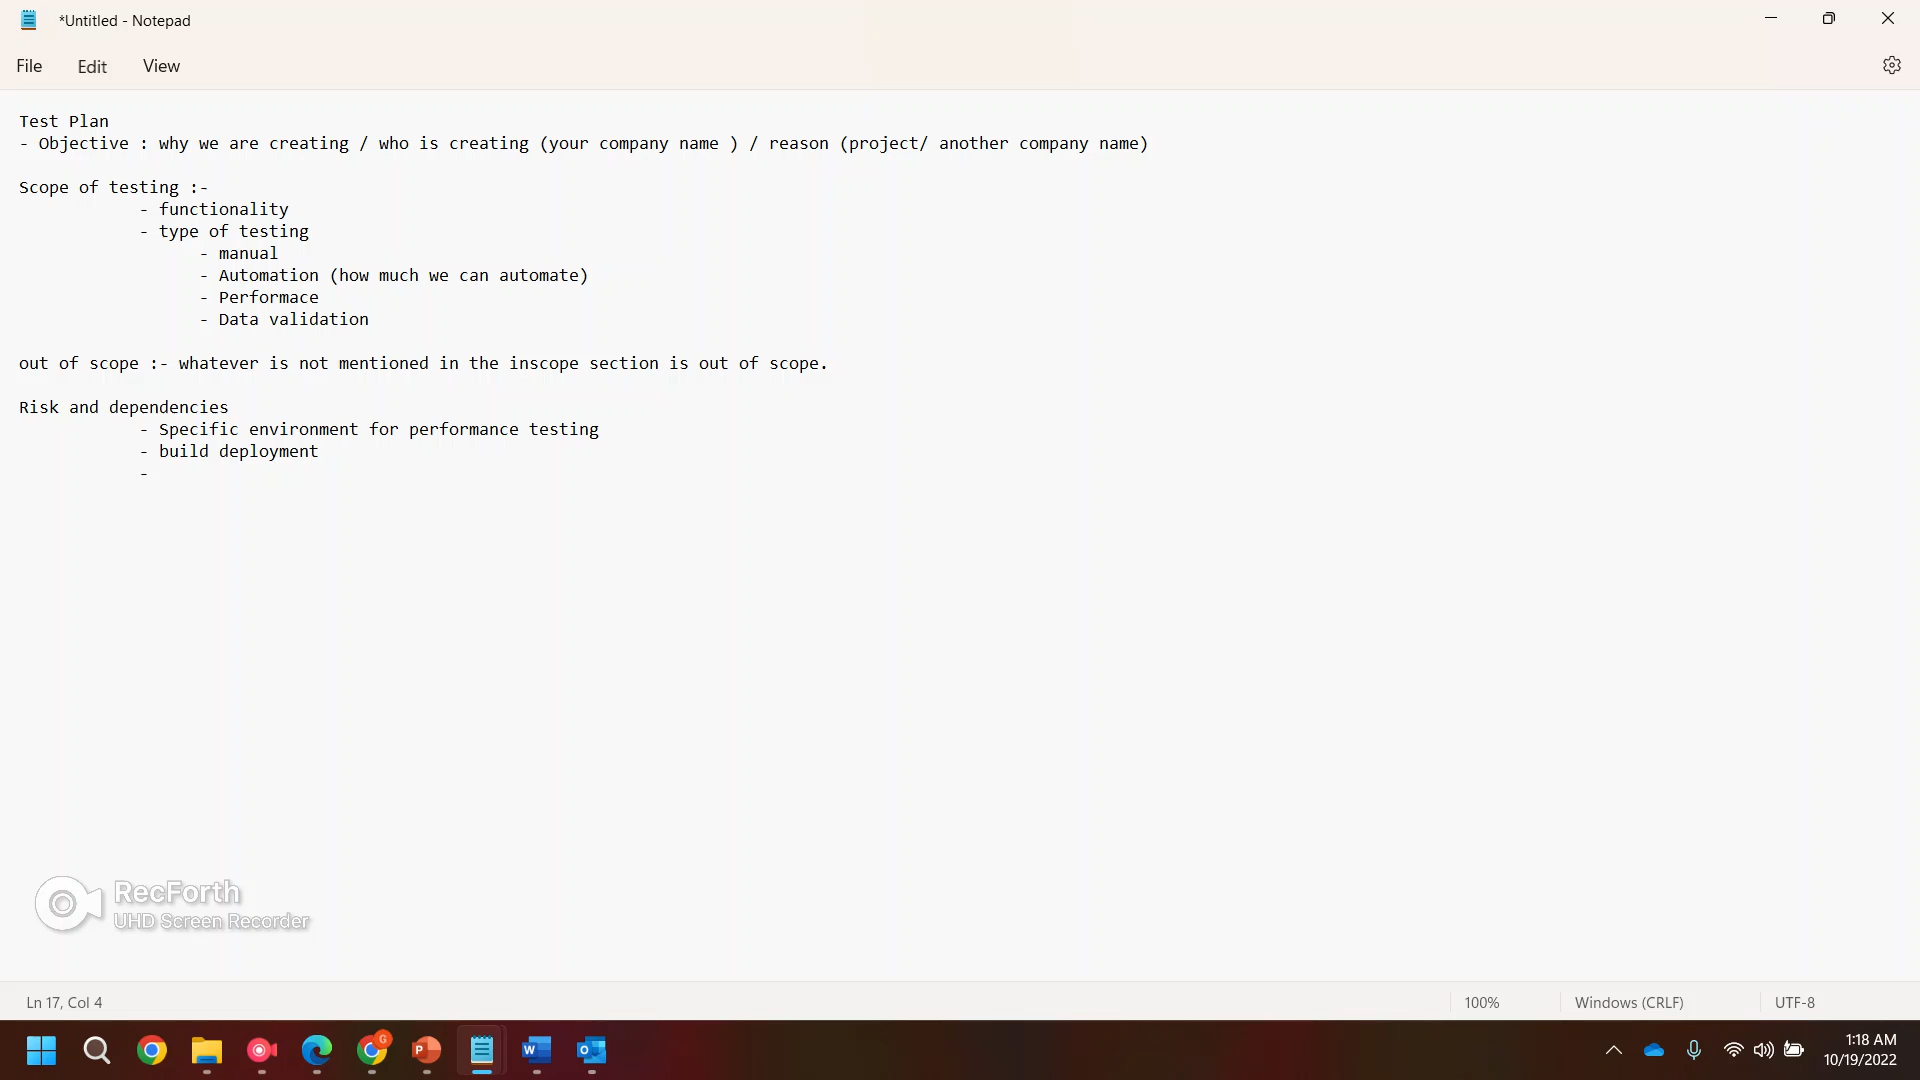 *Untitled - Notepad
File Edit View
Test Plan
- Objective : why we are creating / who is creating (your company name ) / reason (project/ another company name)
Scope of testing :-
- functionality
- type of testing
- manual
- Automation (how much we can automate)
- Performace
- Data validation
out of scope :- whatever is not mentioned in the inscope section is out of scope.
Risk and dependencies
- Specific environment for performance testing
- build deployment
-
RecForth
UHD Screen Recorder
Ln 17, Col 4 100% Windows (CRLF) UTF-8
1:18 AM
10/19/2022